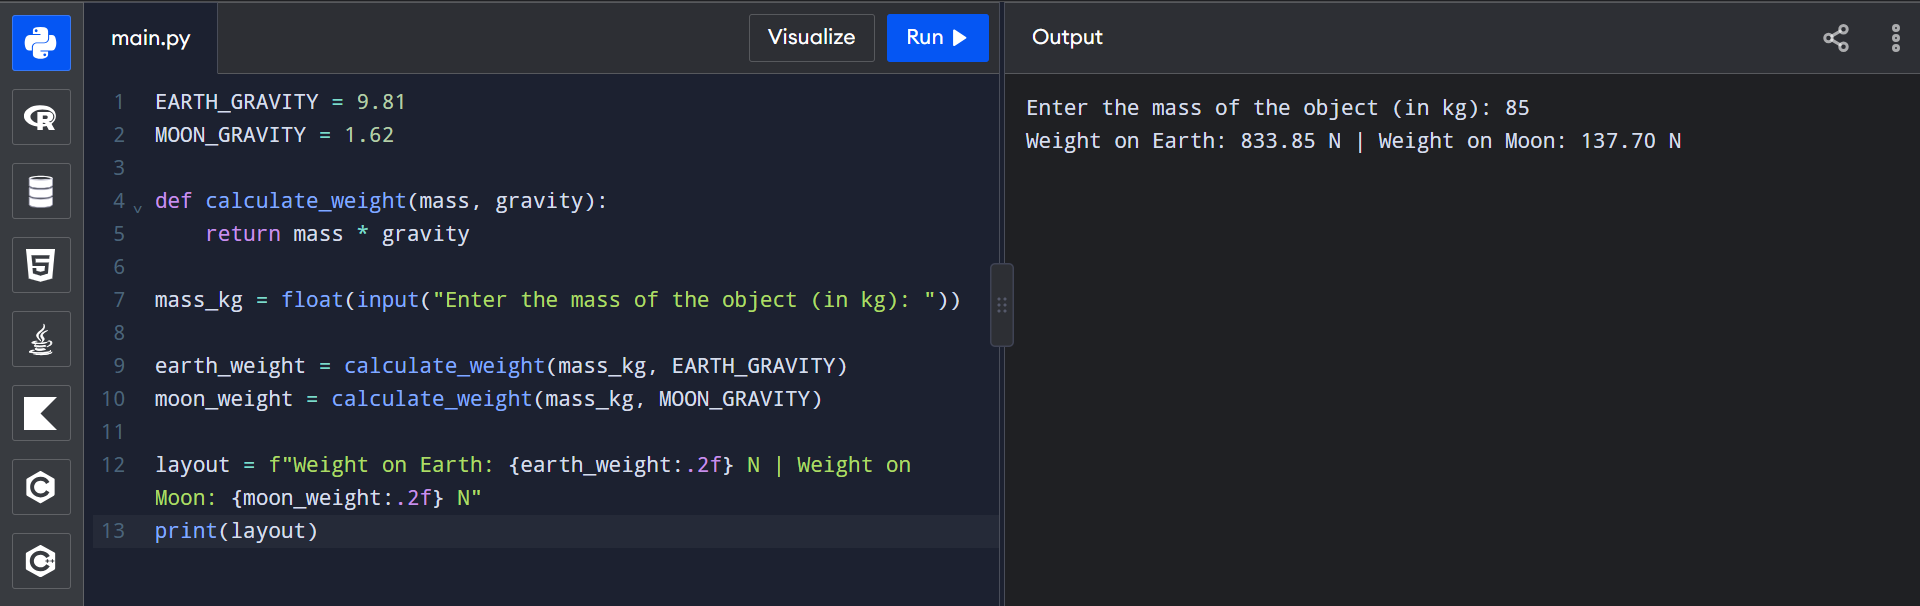 main.py
Visualize
Run
Output
1 EARTH_GRAVITY = 9.81
2 MOON_GRAVITY = 1.62
3
4 def calculate_weight(mass, gravity):
5     return mass * gravity
6
7 mass_kg = float(input("Enter the mass of the object (in kg): "))
8
9 earth_weight = calculate_weight(mass_kg, EARTH_GRAVITY)
10 moon_weight = calculate_weight(mass_kg, MOON_GRAVITY)
11
12 layout = f"Weight on Earth: {earth_weight:.2f} N | Weight on
Moon: {moon_weight:.2f} N"
13 print(layout)
Enter the mass of the object (in kg): 85
Weight on Earth: 833.85 N | Weight on Moon: 137.70 N